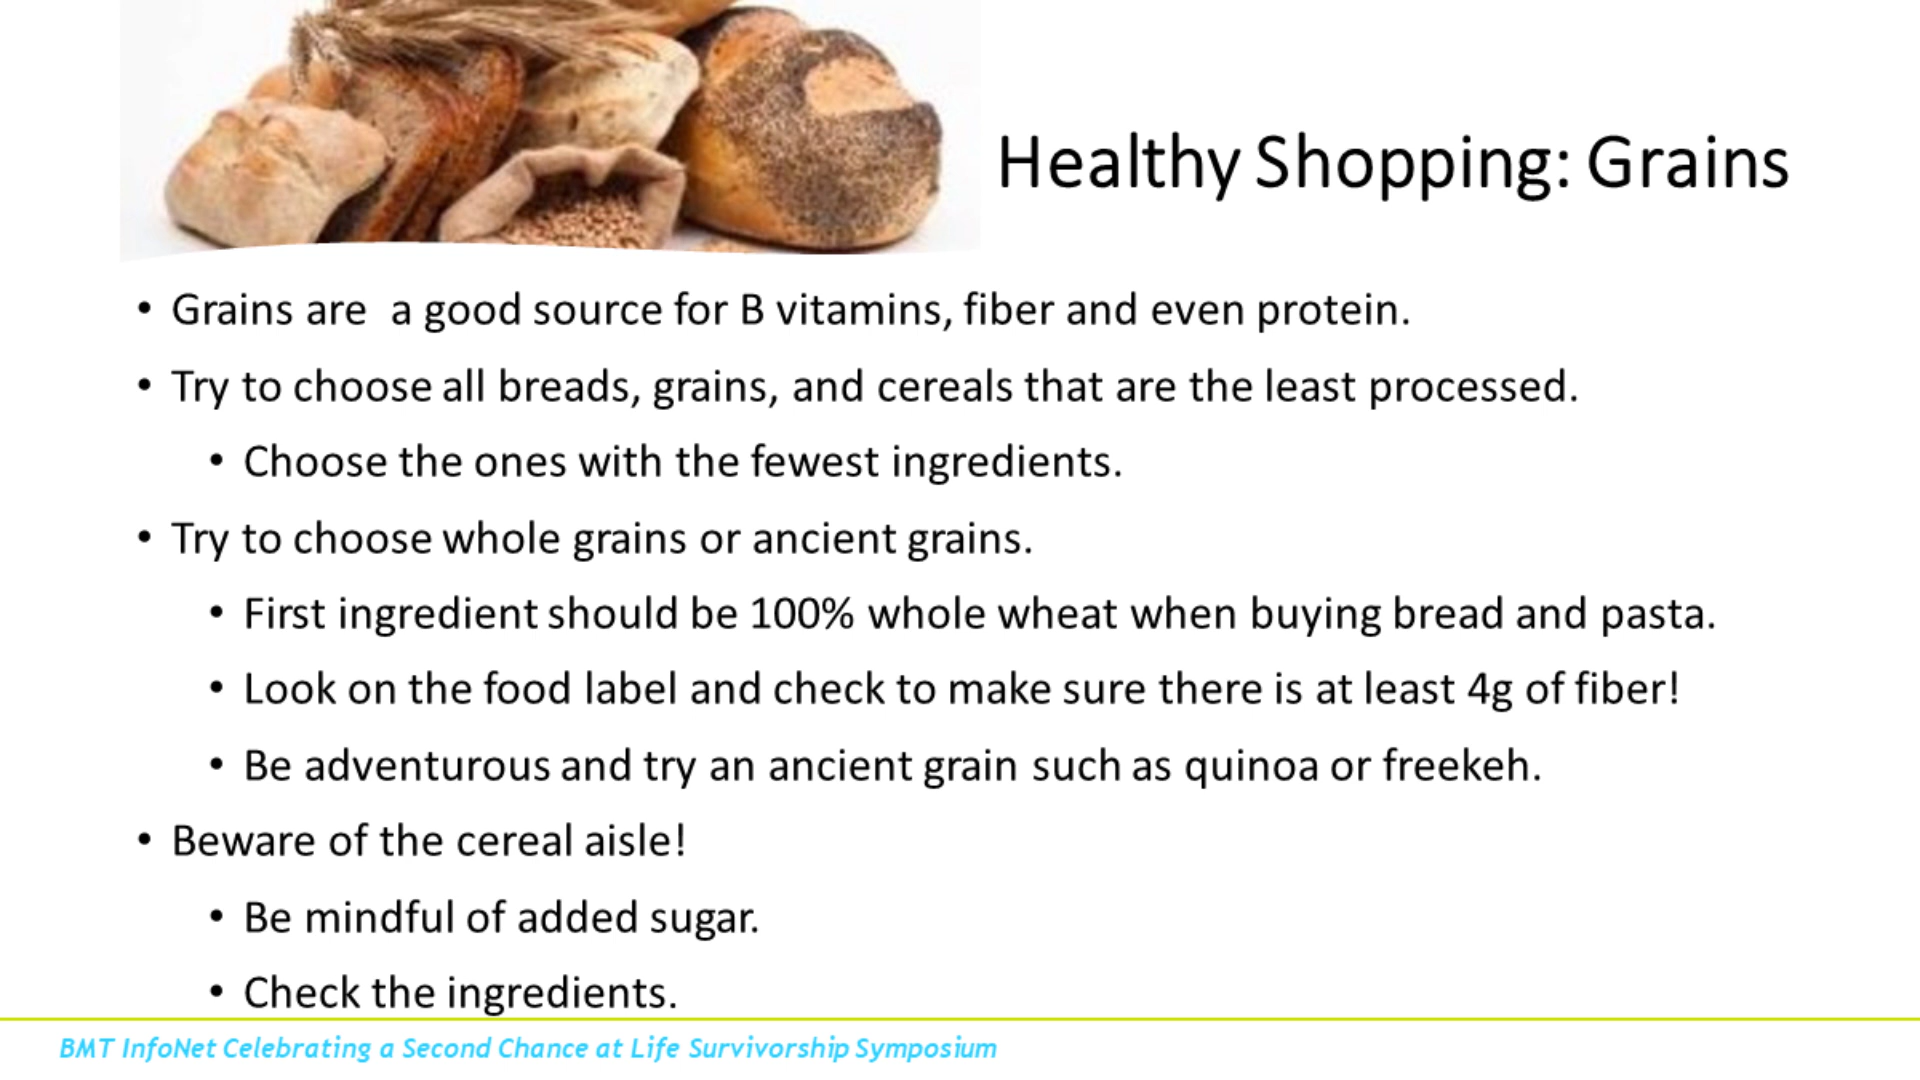 Healthy Shopping: Grains
• Grains are  a good source for B vitamins, fiber and even protein.
• Try to choose all breads, grains, and cereals that are the least processed.
• Choose the ones with the fewest ingredients.
• Try to choose whole grains or ancient grains.
• First ingredient should be 100% whole wheat when buying bread and pasta.
• Look on the food label and check to make sure there is at least 4g of fiber!
• Be adventurous and try an ancient grain such as quinoa or freekeh.
• Beware of the cereal aisle!
• Be mindful of added sugar.
• Check the ingredients.
BMT InfoNet Celebrating a Second Chance at Life Survivorship Symposium